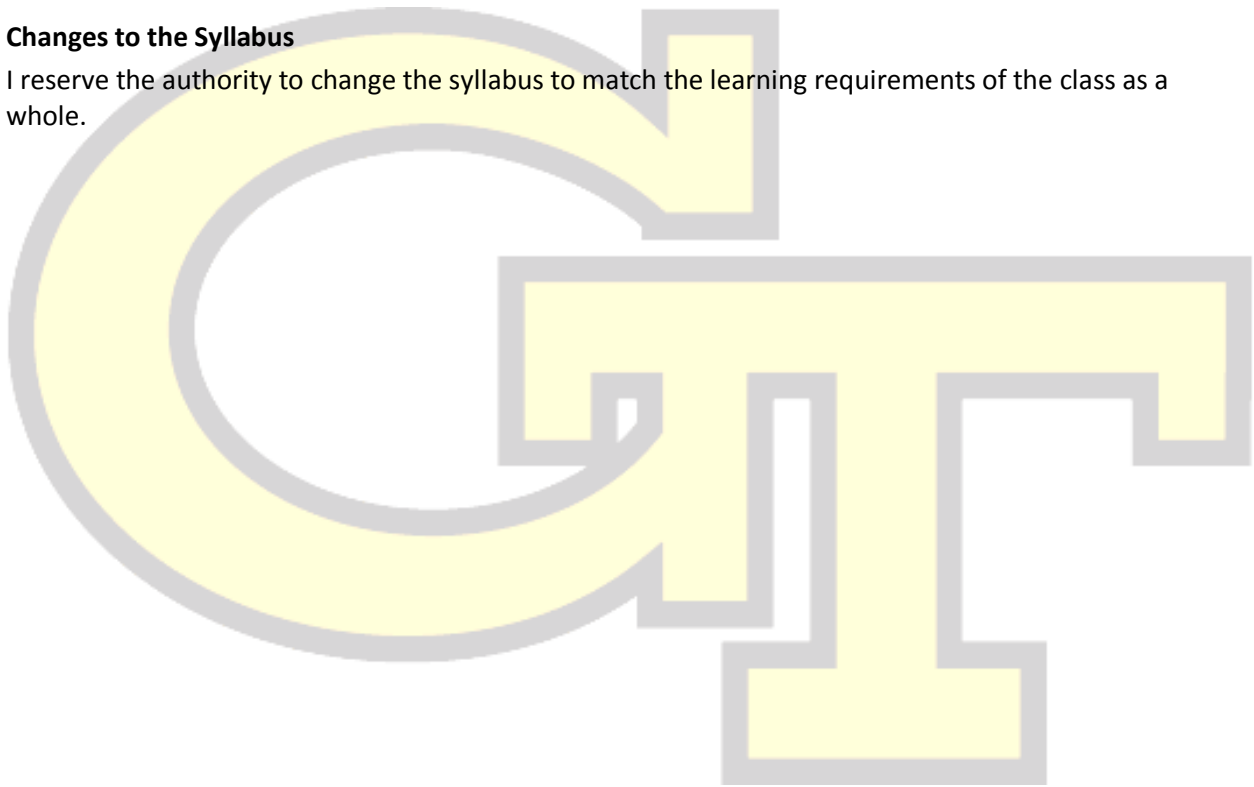 Changes to the Syllabus
I reserve the authority to change the syllabus to match the learning requirements of the class as a
whole.
GT